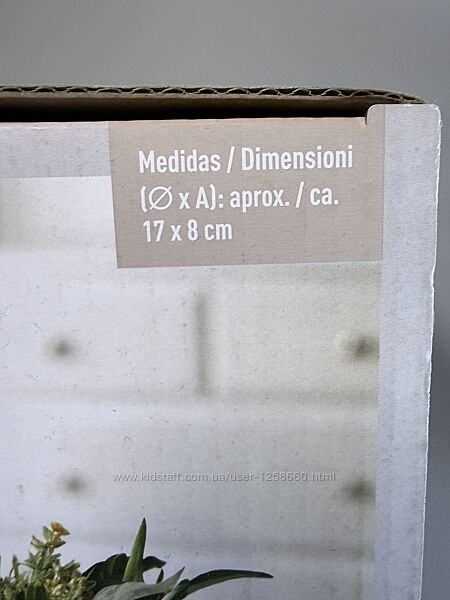 Medidas / Dimensioni
(Ø x A): aprox. / ca.
17 x 8 cm
www.kidstaff.com.ua/user-1258660.html